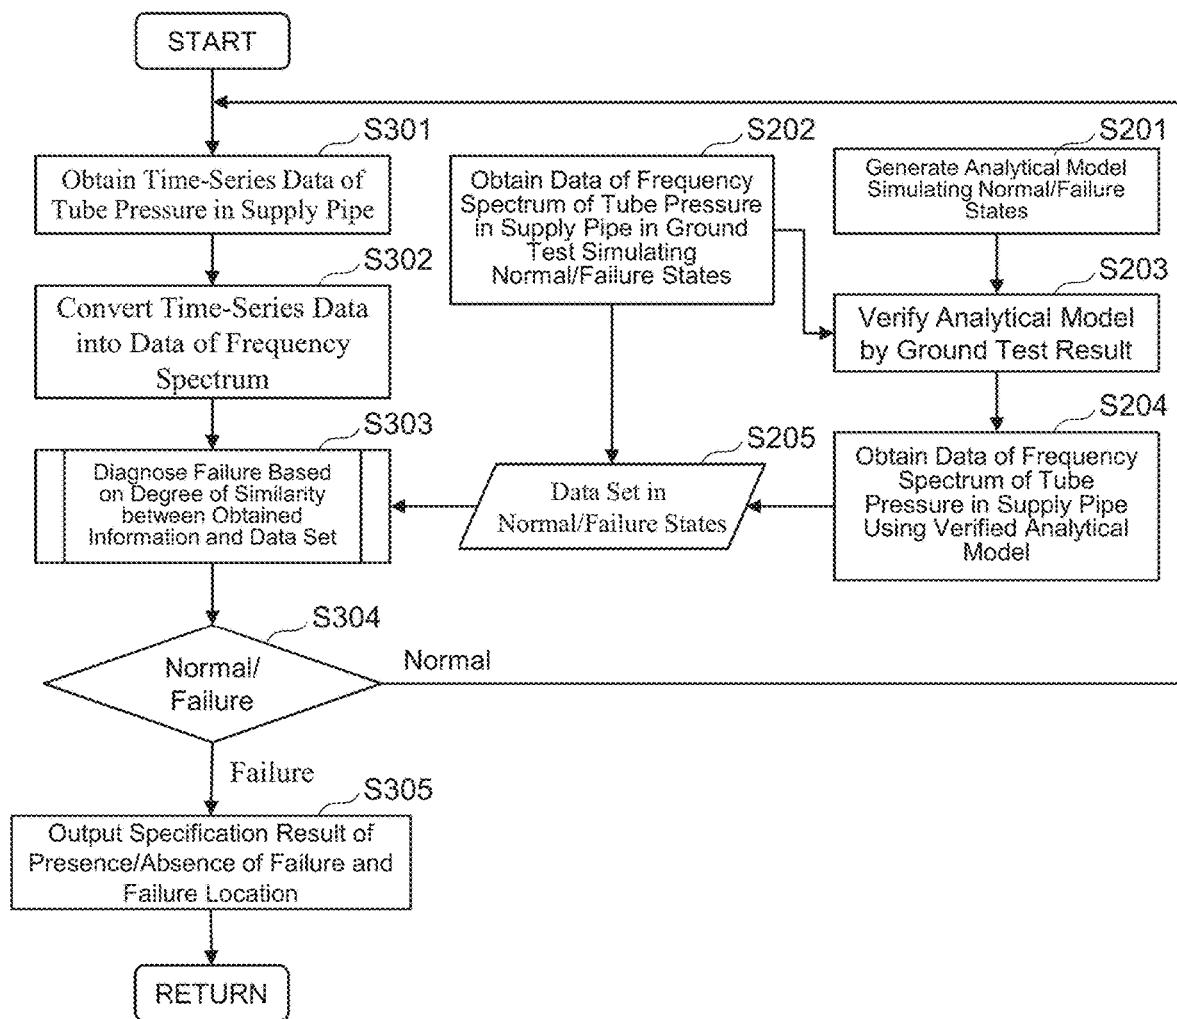 START
S301
Obtain Time-Series Data of
Tube Pressure in Supply Pipe
S302
Convert Time-Series Data
into Data of Frequency
Spectrum
S303
Diagnose Failure Based
on Degree of Similarity
between Obtained
Information and Data Set
S304
Normal/
Failure
Normal
Failure
S305
Output Specification Result of
Presence/Absence of Failure and
Failure Location
RETURN
S202
Obtain Data of Frequency
Spectrum of Tube Pressure
in Supply Pipe in Ground
Test Simulating
Normal/Failure States
S205
Data Set in
Normal/Failure States
S201
Generate Analytical Model
Simulating Normal/Failure
States
S203
Verify Analytical Model
by Ground Test Result
S204
Obtain Data of Frequency
Spectrum of Tube
Pressure in Supply Pipe
Using Verified Analytical
Model